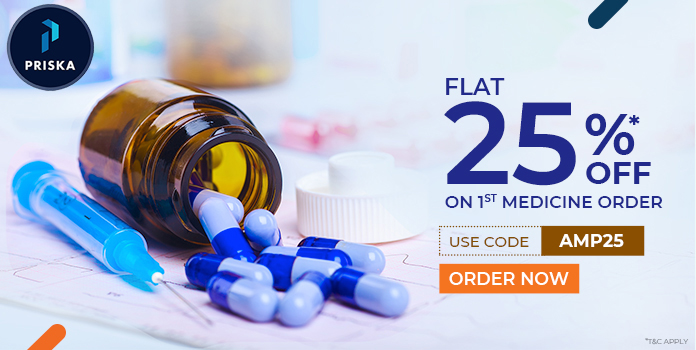 PRISKA
FLAT
25%*
OFF
ON 1ST MEDICINE ORDER
USE CODE AMP25
ORDER NOW
*T&C APPLY